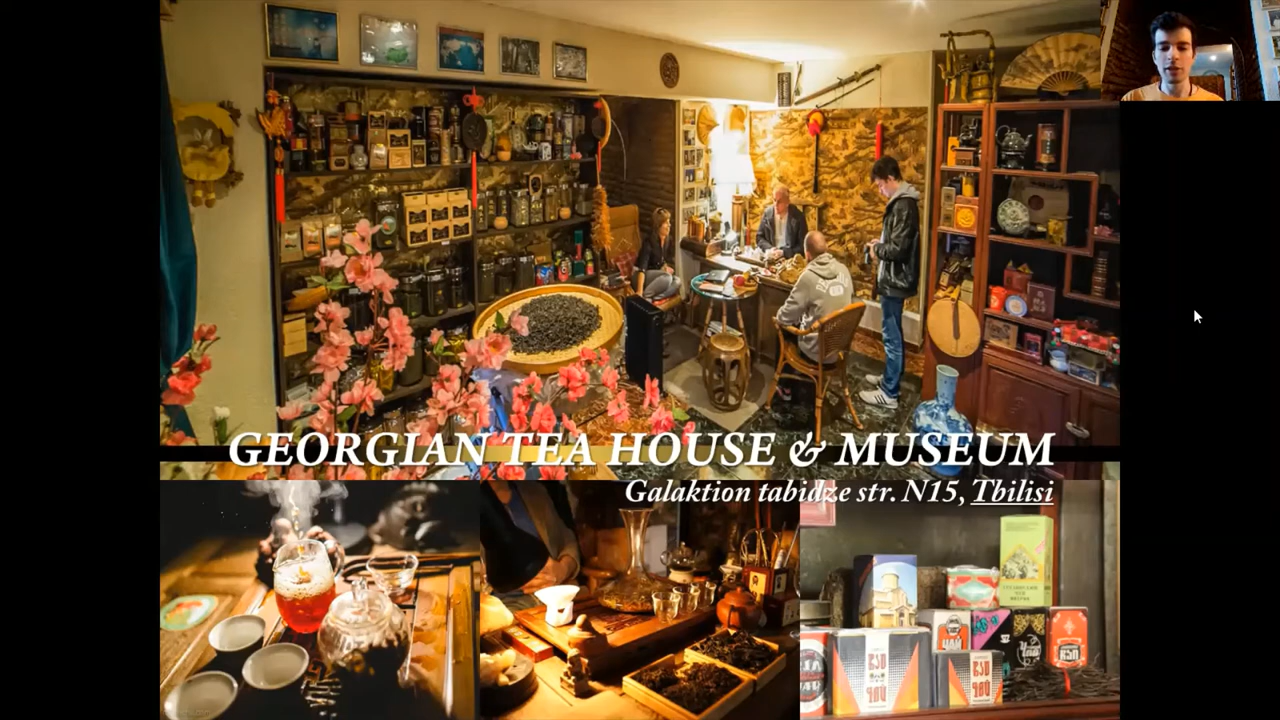 GEORGIAN TEA HOUSE & MUSEUM
Galaktion tabidze str. N15, Tbilisi